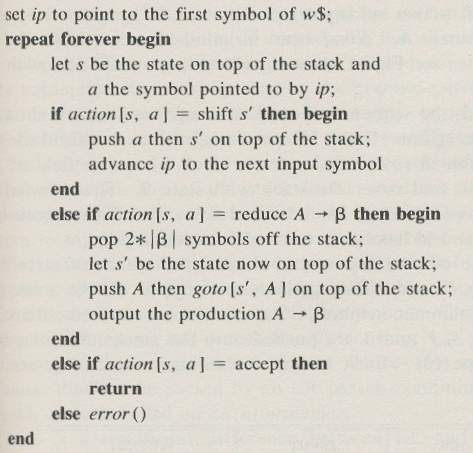 set ip to point to the first symbol of w$;
repeat forever begin
let s be the state on top of the stack and
a the symbol pointed to by ip;
if action[s, a] = shift s′ then begin
push a then s′ on top of the stack;
advance ip to the next input symbol
end
else if action[s, a] = reduce A → β then begin
pop 2*|β| symbols off the stack;
let s′ be the state now on top of the stack;
push A then goto[s′, A] on top of the stack;
output the production A → β
end
else if action[s, a] = accept then
return
else error()
end